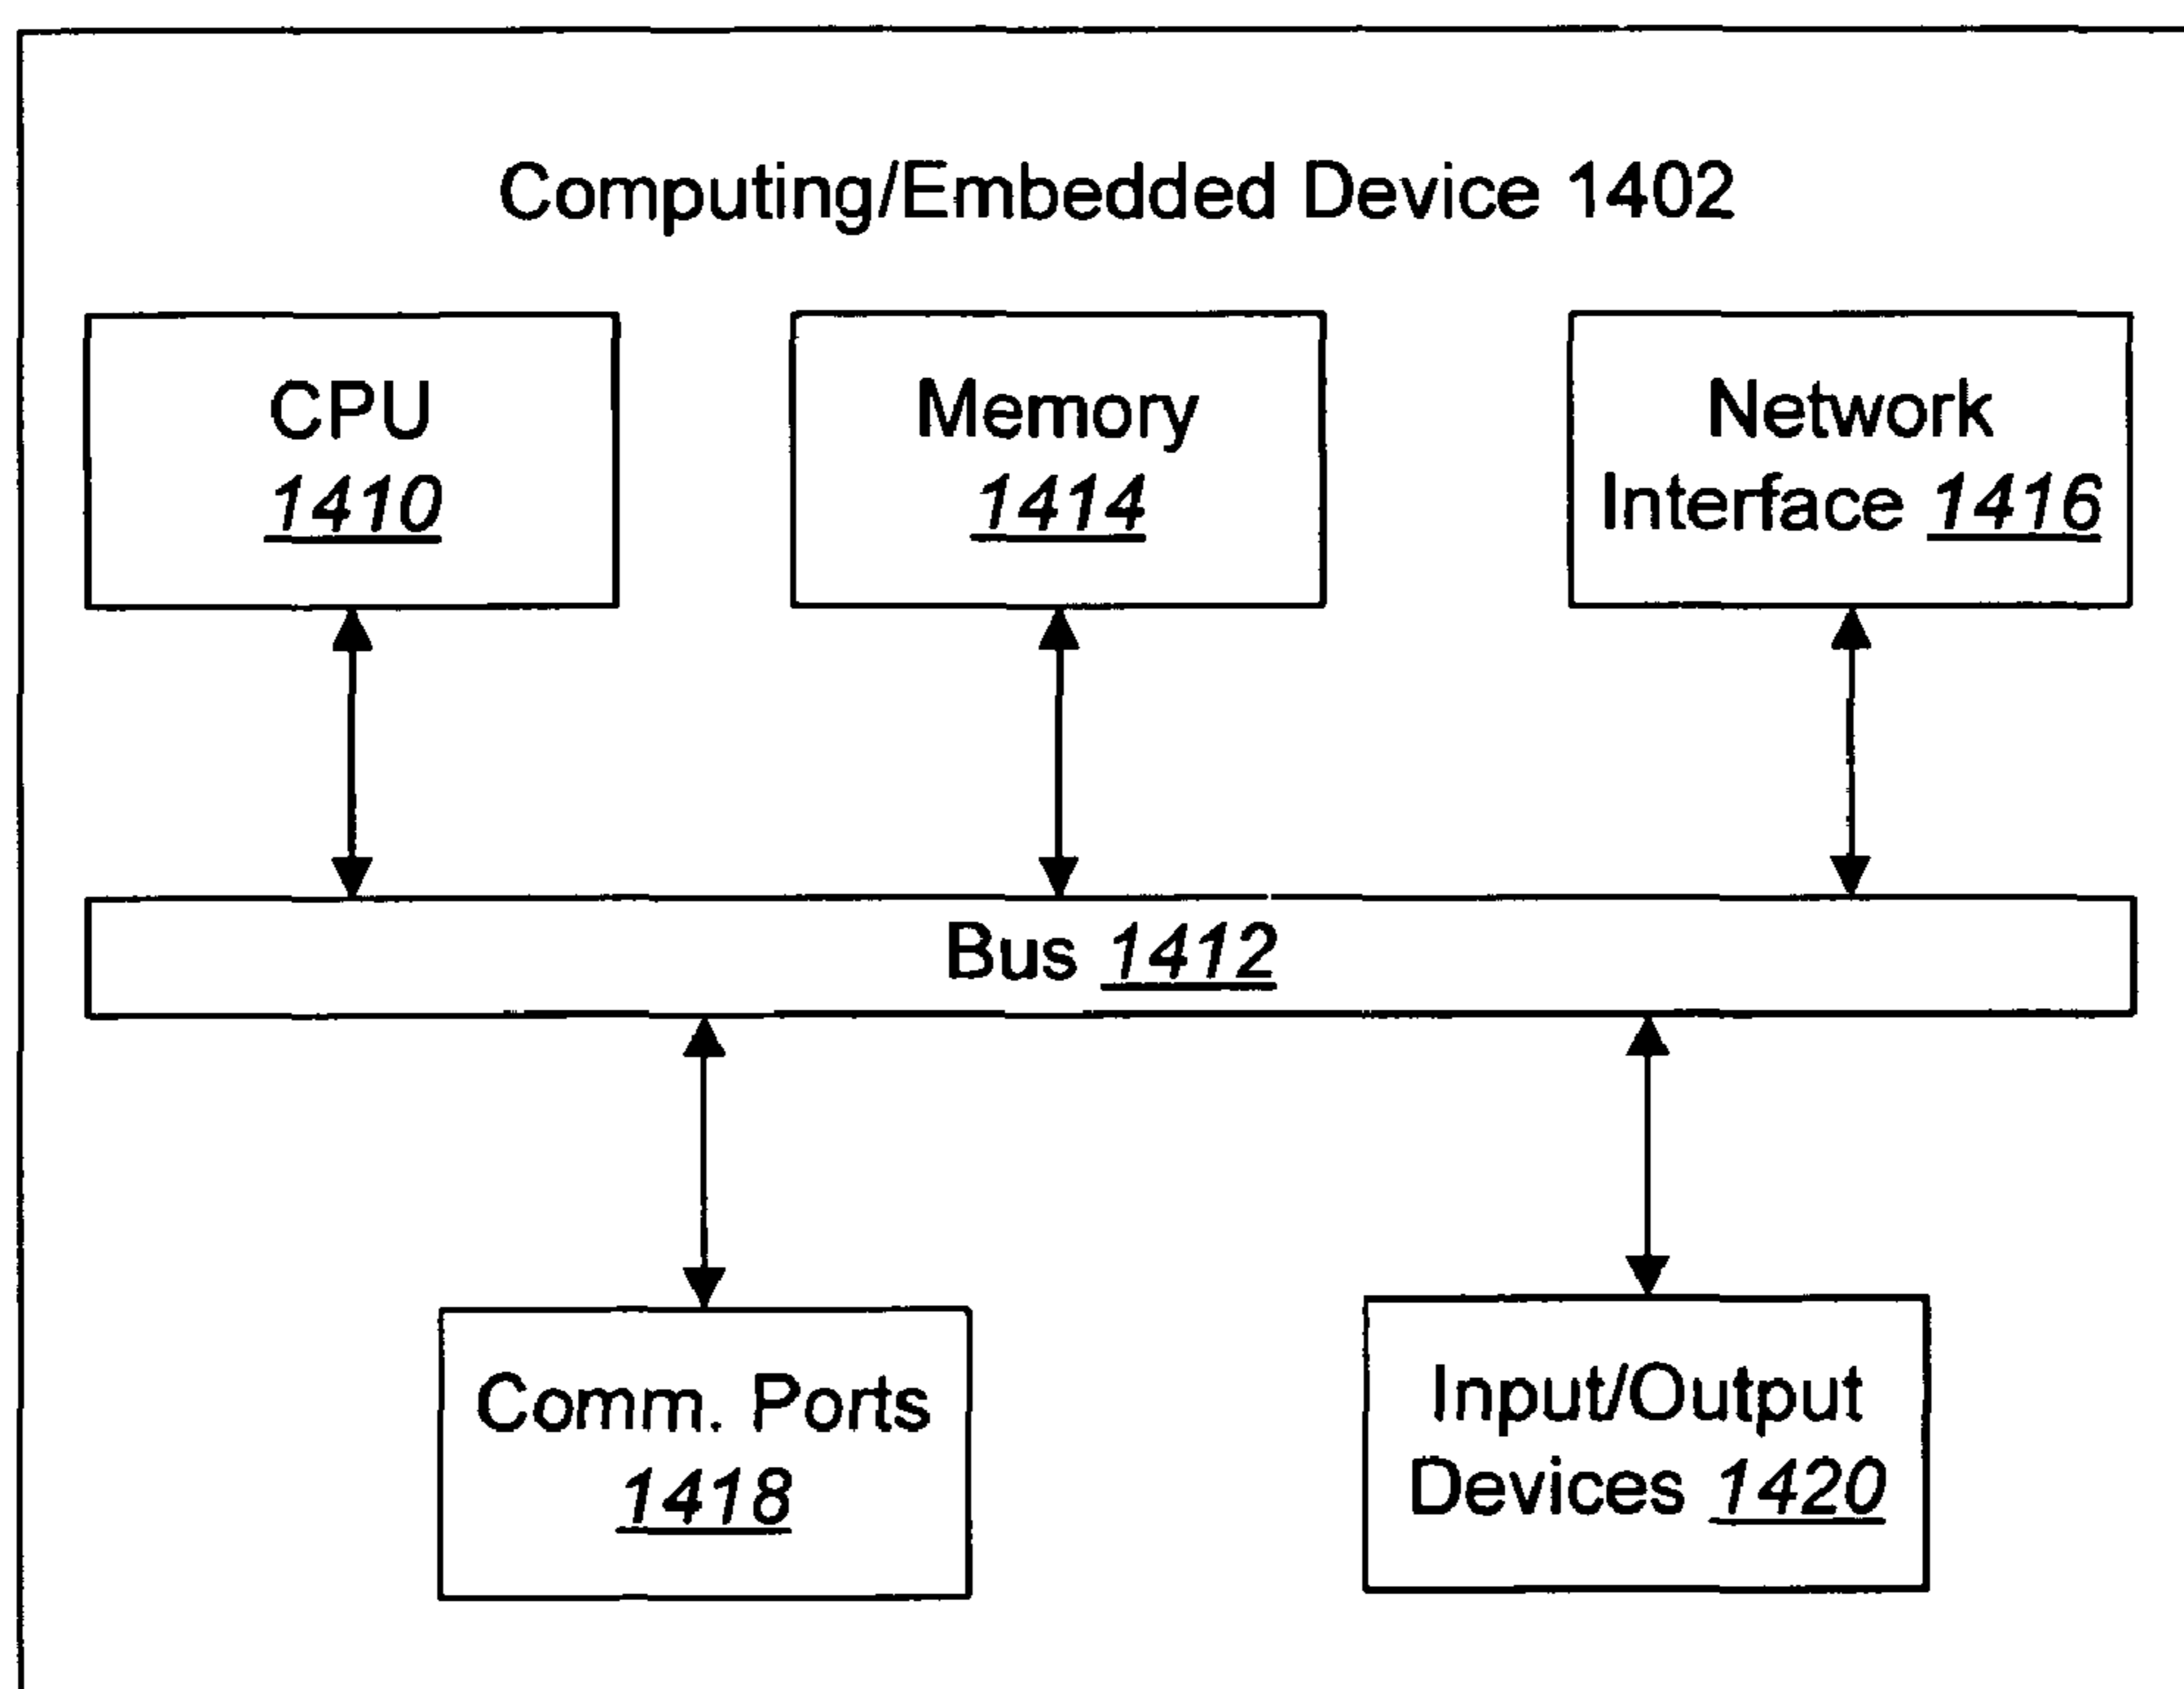 Computing/Embedded Device 1402
CPU
1410
Memory
1414
Network
Interface 1416
Bus 1412
Comm. Ports
1418
Input/Output
Devices 1420